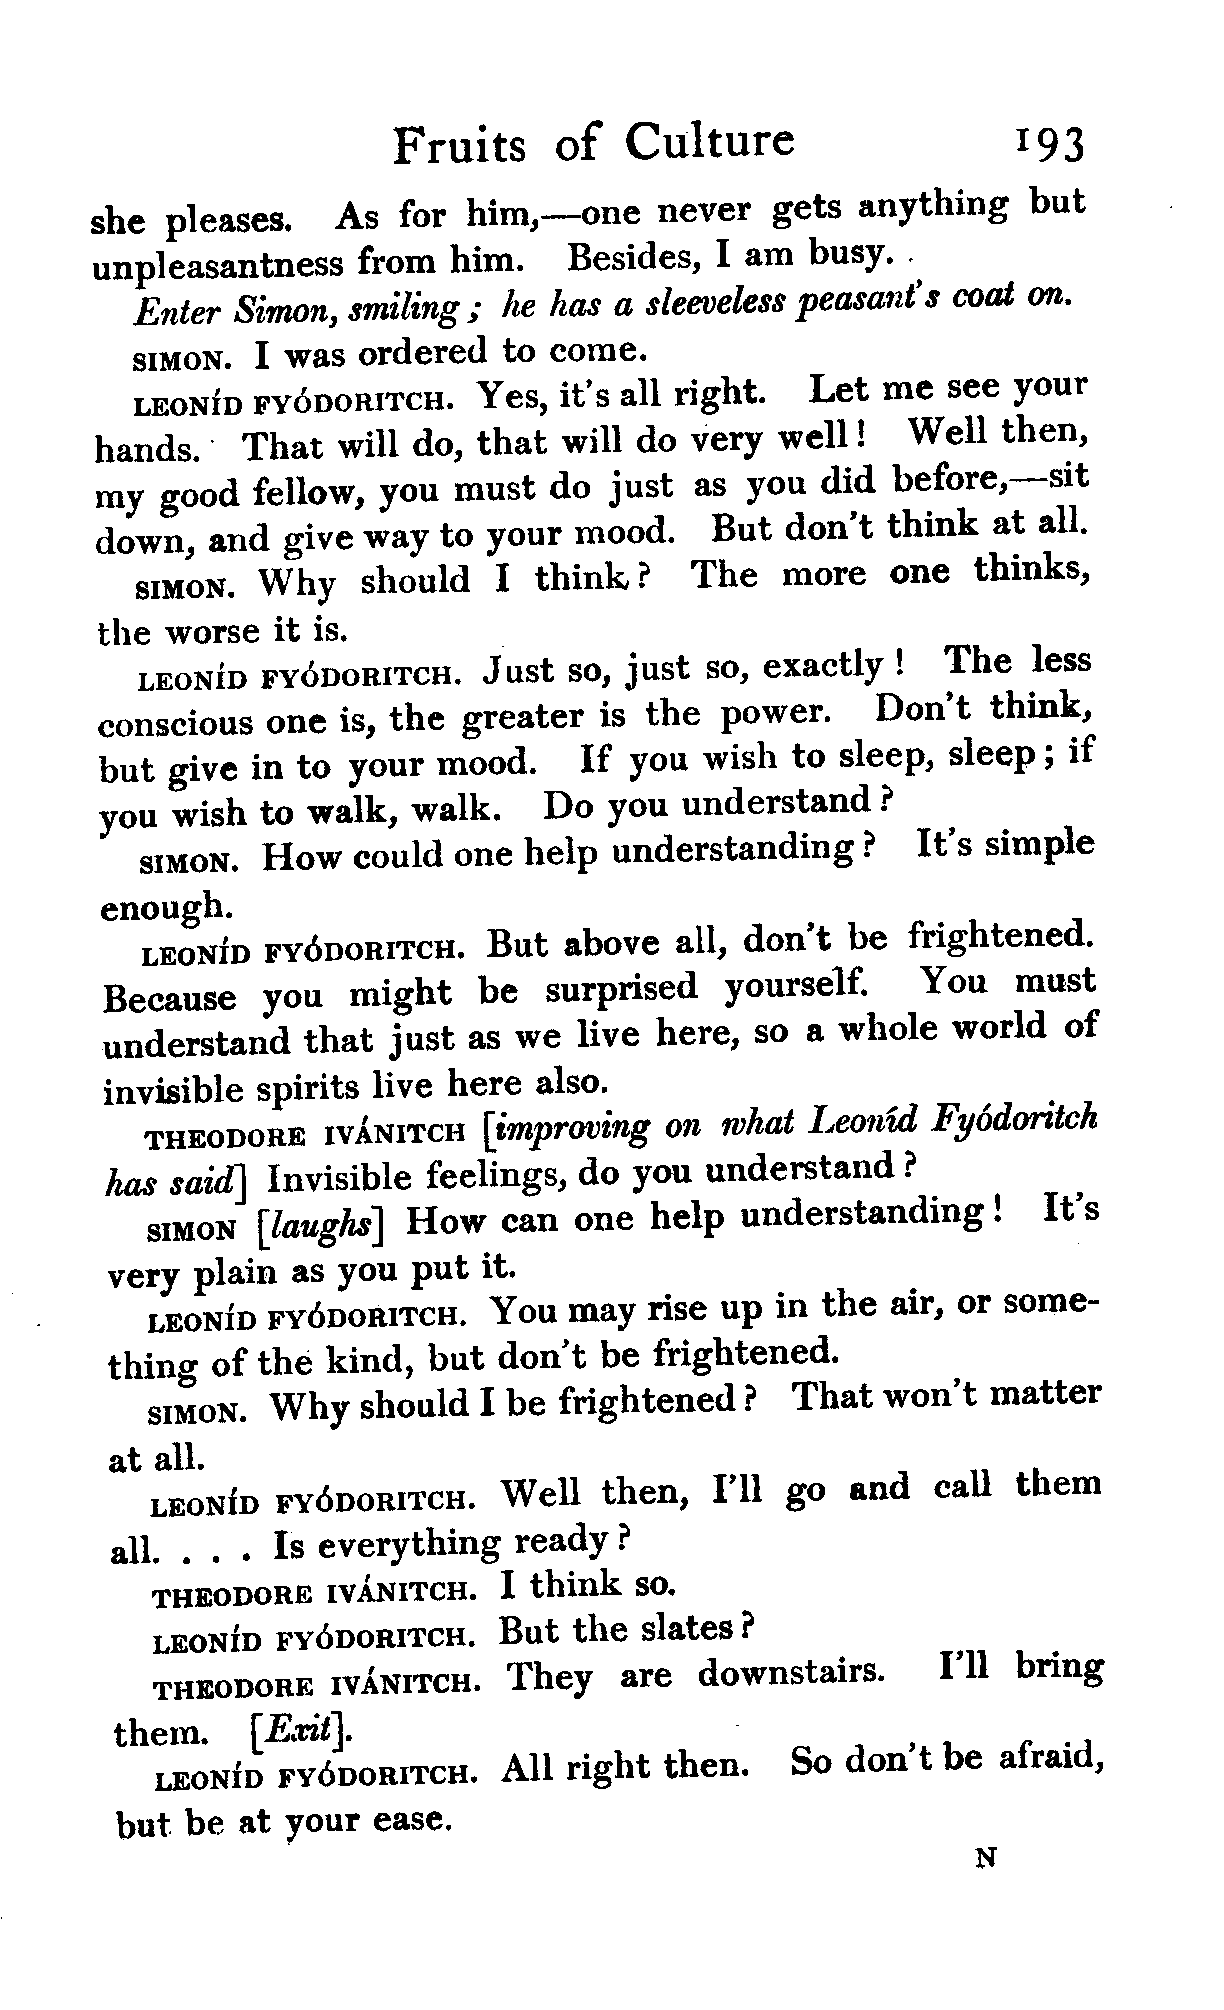 Fruits of Culture 193
she pleases. As for him,—one never gets anything but
unpleasantness from him. Besides, I am busy. .
Enter Simon, smiling; he has a sleeveless peasant's coat on.
SIMON. I was ordered to come.
LEONÍD FYÓDORITCH. Yes, it's all right. Let me see your
hands. That will do, that will do very well! Well then,
my good fellow, you must do just as you did before,—sit
down, and give way to your mood. But don't think at all.
SIMON. Why should I think? The more one thinks,
the worse it is.
LEONÍD FYÓDORITCH. Just so, just so, exactly! The less
conscious one is, the greater is the power. Don't think,
but give in to your mood. If you wish to sleep, sleep; if
you wish to walk, walk. Do you understand?
SIMON. How could one help understanding? It's simple
enough.
LEONÍD FYÓDORITCH. But above all, don't be frightened.
Because you might be surprised yourself. You must
understand that just as we live here, so a whole world of
invisible spirits live here also.
THEODORE IVÁNITCH [improving on what Leoníd Fyódoritch
has said] Invisible feelings, do you understand?
SIMON [laughs] How can one help understanding! It's
very plain as you put it.
LEONÍD FYÓDORITCH. You may rise up in the air, or some-
thing of the kind, but don't be frightened.
SIMON. Why should I be frightened? That won't matter
at all.
LEONÍD FYÓDORITCH. Well then, I'll go and call them
all. . . . Is everything ready?
THEODORE IVÁNITCH. I think so.
LEONÍD FYÓDORITCH. But the slates?
THEODORE IVÁNITCH. They are downstairs. I'll bring
them. [Exit].
LEONÍD FYÓDORITCH. All right then. So don't be afraid,
but be at your ease.
N